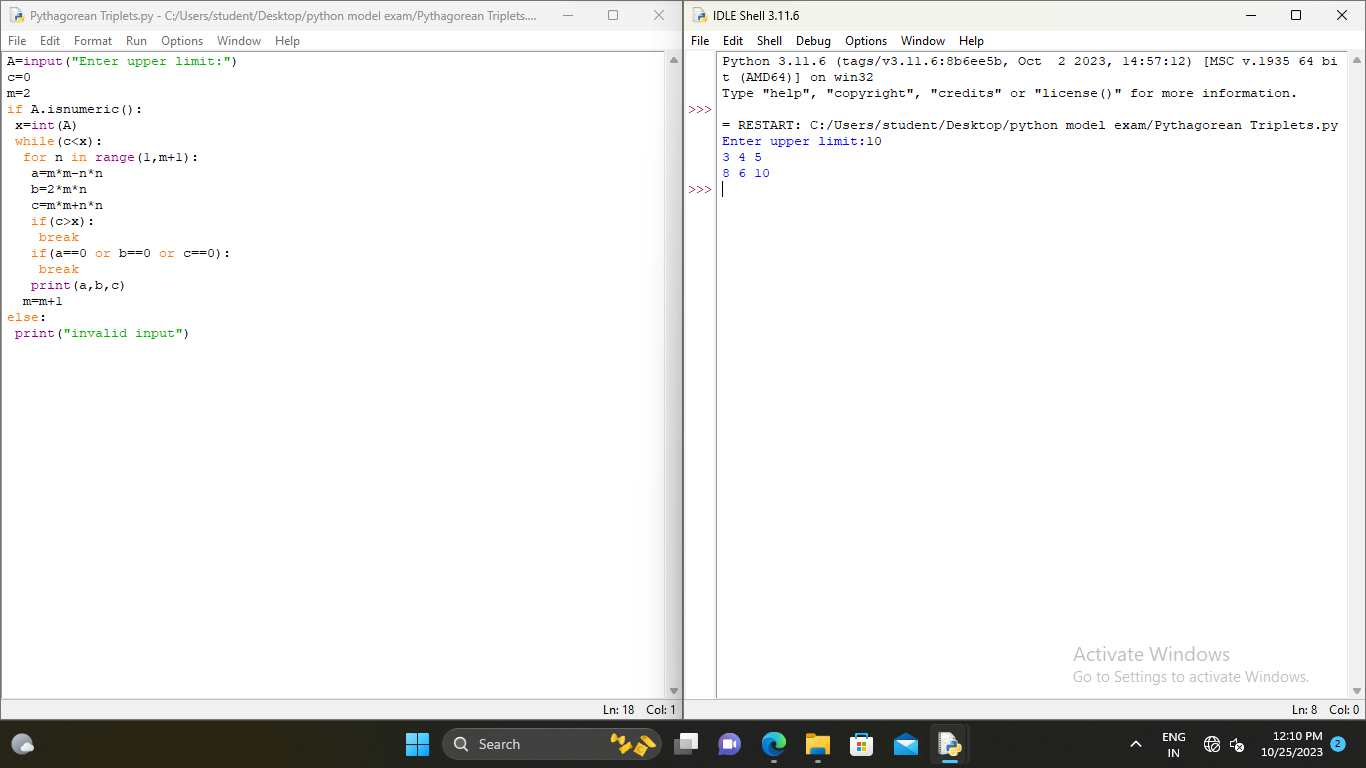 Pythagorean Triplets.py - C:/Users/student/Desktop/python model exam/Pythagorean Triplets....
File Edit Format Run Options Window Help
A=input("Enter upper limit:")
c=0
m=2
if A.isnumeric():
 x=int(A)
 while(c<x):
  for n in range(1,m+1):
   a=m*m-n*n
   b=2*m*n
   c=m*m+n*n
   if(c>x):
    break
   if(a==0 or b==0 or c==0):
    break
   print(a,b,c)
  m=m+1
else:
 print("invalid input")
Ln: 18 Col: 1
IDLE Shell 3.11.6
File Edit Shell Debug Options Window Help
Python 3.11.6 (tags/v3.11.6:8b6ee5b, Oct  2 2023, 14:57:12) [MSC v.1935 64 bi
t (AMD64)] on win32
Type "help", "copyright", "credits" or "license()" for more information.
>>>
= RESTART: C:/Users/student/Desktop/python model exam/Pythagorean Triplets.py
Enter upper limit:10
3 4 5
8 6 10
>>>
Activate Windows
Go to Settings to activate Windows.
Ln: 8 Col: 0
Search
ENG
IN
12:10 PM
10/25/2023
2